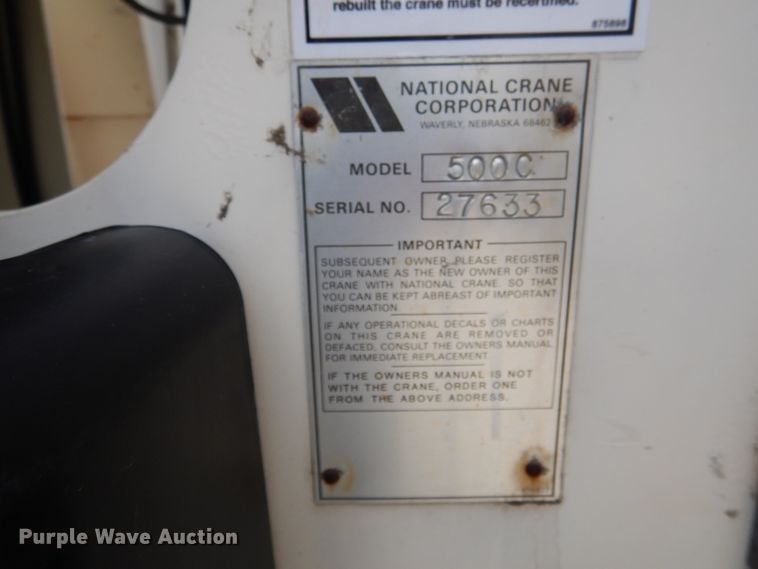 rebuilt the crane must be recertified.
875898
NATIONAL CRANE
CORPORATION
WAVERLY, NEBRASKA 68462
MODEL 500C
SERIAL NO. 27633
IMPORTANT
SUBSEQUENT OWNER PLEASE REGISTER
YOUR NAME AS THE NEW OWNER OF THIS
CRANE WITH NATIONAL CRANE. SO THAT
YOU CAN BE KEPT ABREAST OF IMPORTANT
INFORMATION.
IF ANY OPERATIONAL DECALS OR CHARTS
ON THIS CRANE ARE REMOVED OR
DEFACED. CONSULT THE OWNERS MANUAL
FOR IMMEDIATE REPLACEMENT.
IF THE OWNERS MANUAL IS NOT
WITH THE CRANE, ORDER ONE
FROM THE ABOVE ADDRESS.
Purple Wave Auction